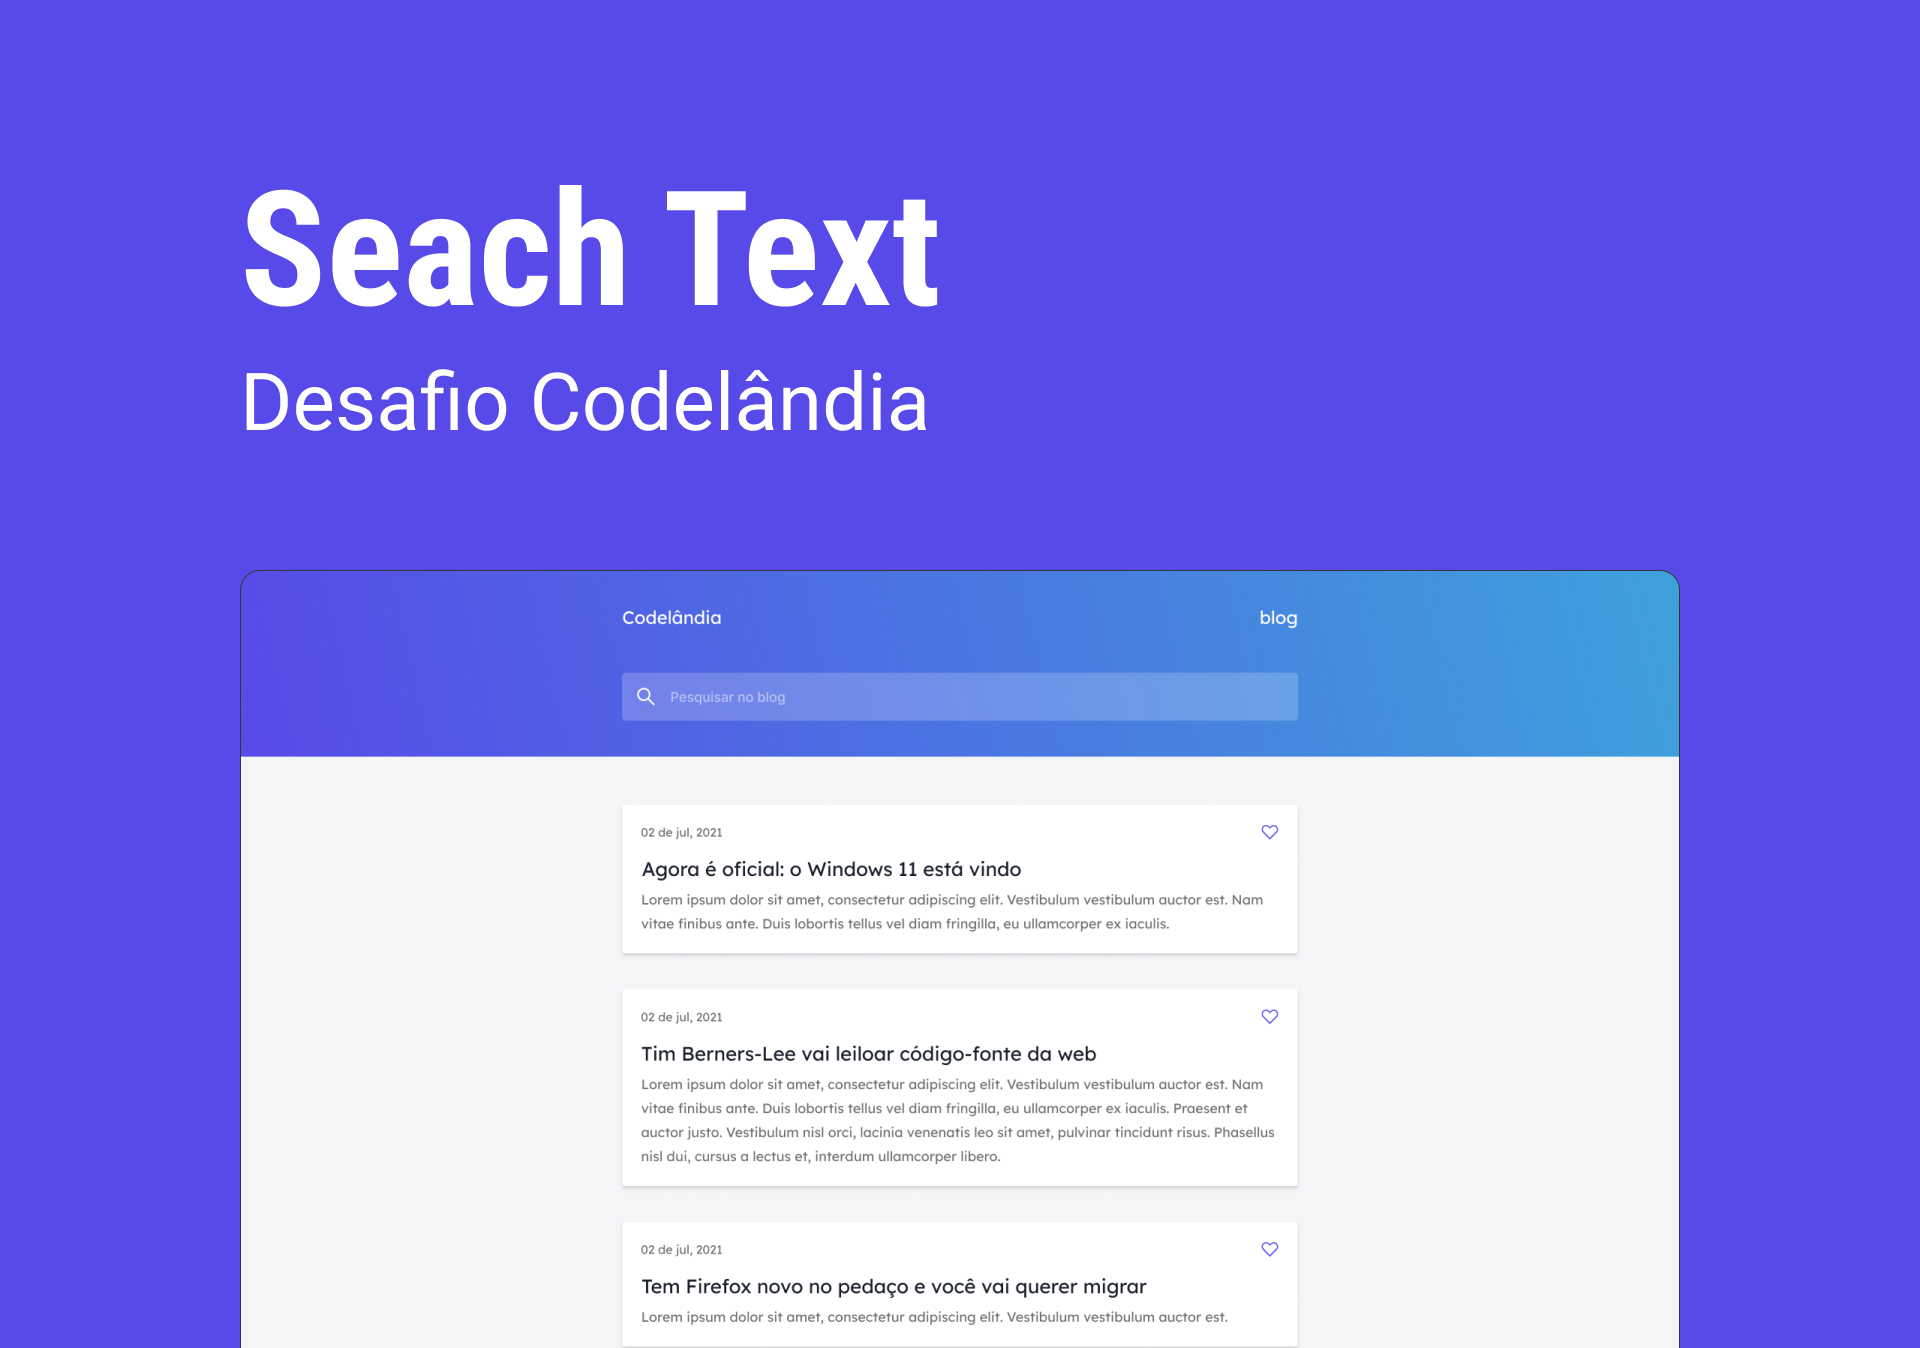 Seach Text
Desafio Codelândia
Codelândia
blog
Pesquisar no blog
02 de jul, 2021
Agora é oficial: o Windows 11 está vindo
Lorem ipsum dolor sit amet, consectetur adipiscing elit. Vestibulum vestibulum auctor est. Nam
vitae finibus ante. Duis lobortis tellus vel diam fringilla, eu ullamcorper ex iaculis.
02 de jul, 2021
Tim Berners-Lee vai leiloar código-fonte da web
Lorem ipsum dolor sit amet, consectetur adipiscing elit. Vestibulum vestibulum auctor est. Nam
vitae finibus ante. Duis lobortis tellus vel diam fringilla, eu ullamcorper ex iaculis. Praesent et
auctor justo. Vestibulum nisl orci, lacinia venenatis leo sit amet, pulvinar tincidunt risus. Phasellus
nisl dui, cursus a lectus et, interdum ullamcorper libero.
02 de jul, 2021
Tem Firefox novo no pedaço e você vai querer migrar
Lorem ipsum dolor sit amet, consectetur adipiscing elit. Vestibulum vestibulum auctor est.